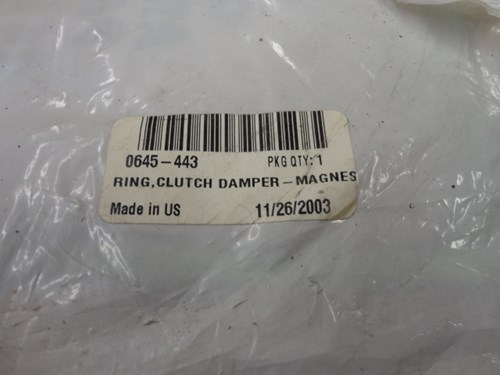 0645-443 PKG QTY: 1
RING,CLUTCH DAMPER-MAGNES
Made in US 11/26/2003